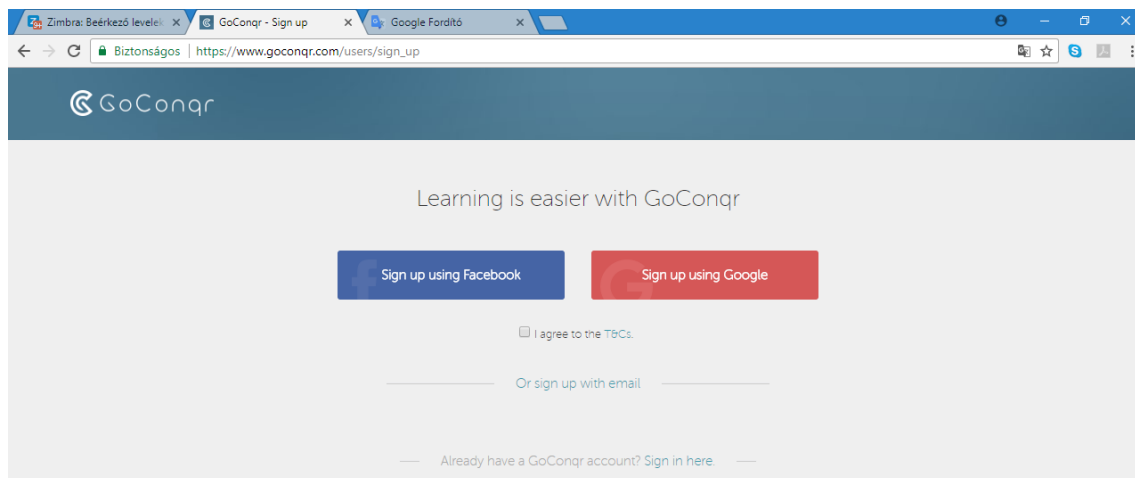 Zimbra: Beérkező levelek
GoConqr - Sign up
Google Fordító
Biztonságos | https://www.goconqr.com/users/sign_up
GoConqr
Learning is easier with GoConqr
Sign up using Facebook
Sign up using Google
I agree to the T&Cs.
Or sign up with email
Already have a GoConqr account? Sign in here.